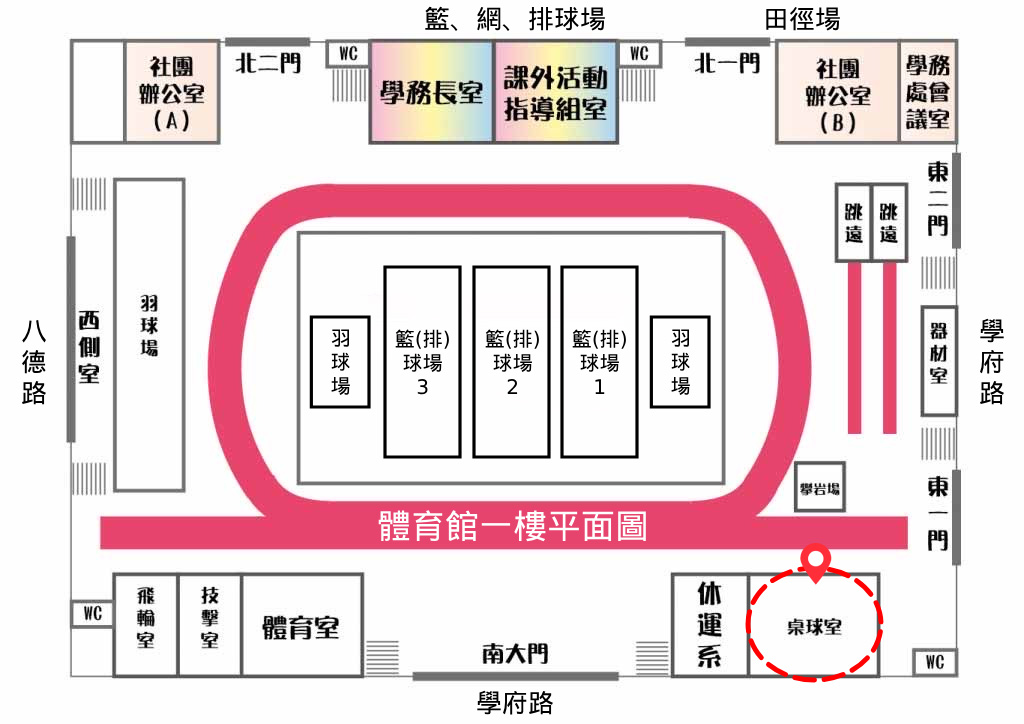 籃、網、排球場
田徑場
社團
辦公室
(A)
北二門
WC
學務長室
課外活動
指導組室
WC
北一門
社團
辦公室
(B)
學務
處會
議室
東二門
跳遠
跳遠
羽球場
西側室
八德路
羽球場
籃(排)
球場
3
籃(排)
球場
2
籃(排)
球場
1
羽球場
器材室
學府路
攀岩場
東一門
體育館一樓平面圖
WC
飛輪室
技擊室
體育室
南大門
休運系
桌球室
WC
學府路